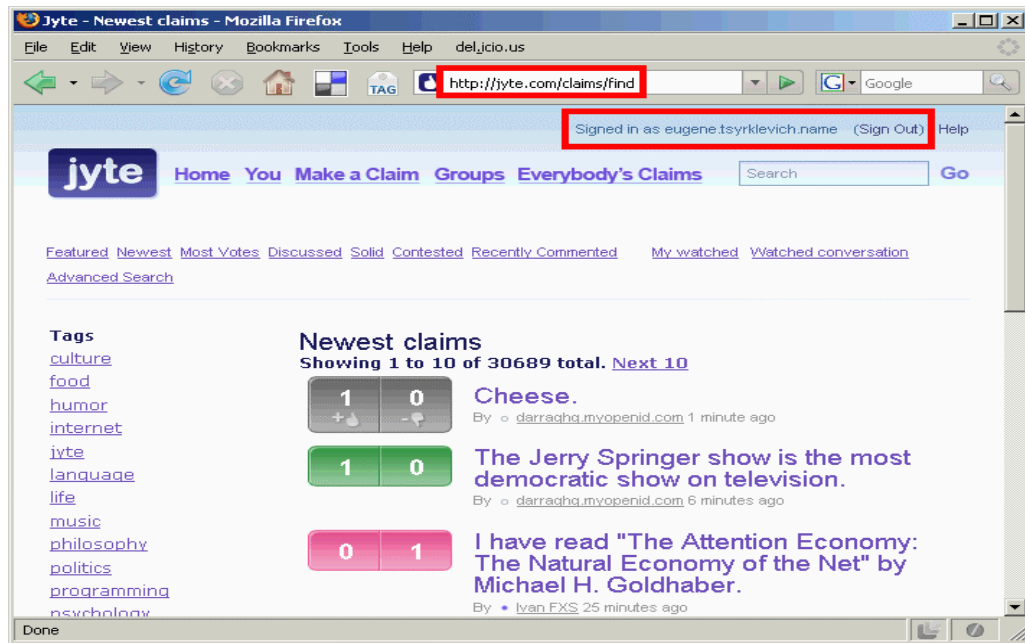 Jyte - Newest claims - Mozilla Firefox
File Edit View History Bookmarks Tools Help del.icio.us
TAG http://jyte.com/claims/find G Google
Signed in as eugene.tsyrklevich.name (Sign Out) Help
jyte Home You Make a Claim Groups Everybody's Claims Search Go
Featured Newest Most Votes Discussed Solid Contested Recently Commented My watched Watched conversation
Advanced Search
Tags
culture
food
humor
internet
jyte
language
life
music
philosophy
politics
programming
psychology
Newest claims
Showing 1 to 10 of 30689 total. Next 10
1 0
Cheese.
By darraghq.myopenid.com 1 minute ago
1 0
The Jerry Springer show is the most
democratic show on television.
By darraghq.myopenid.com 6 minutes ago
0 1
I have read "The Attention Economy:
The Natural Economy of the Net" by
Michael H. Goldhaber.
By Ivan FXS 25 minutes ago
Done